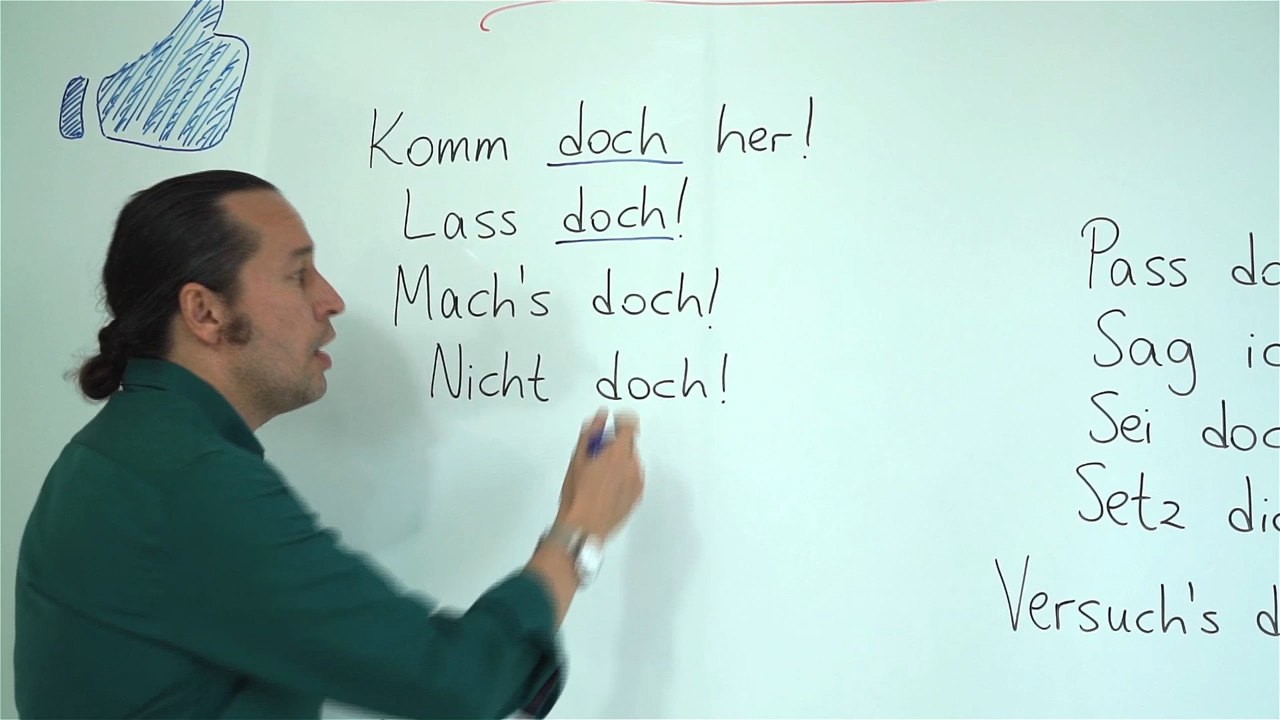 Komm doch her!
Lass doch!
Mach's doch!
Nicht doch!
Pass
Sag
Sei
Setz
Versuch's